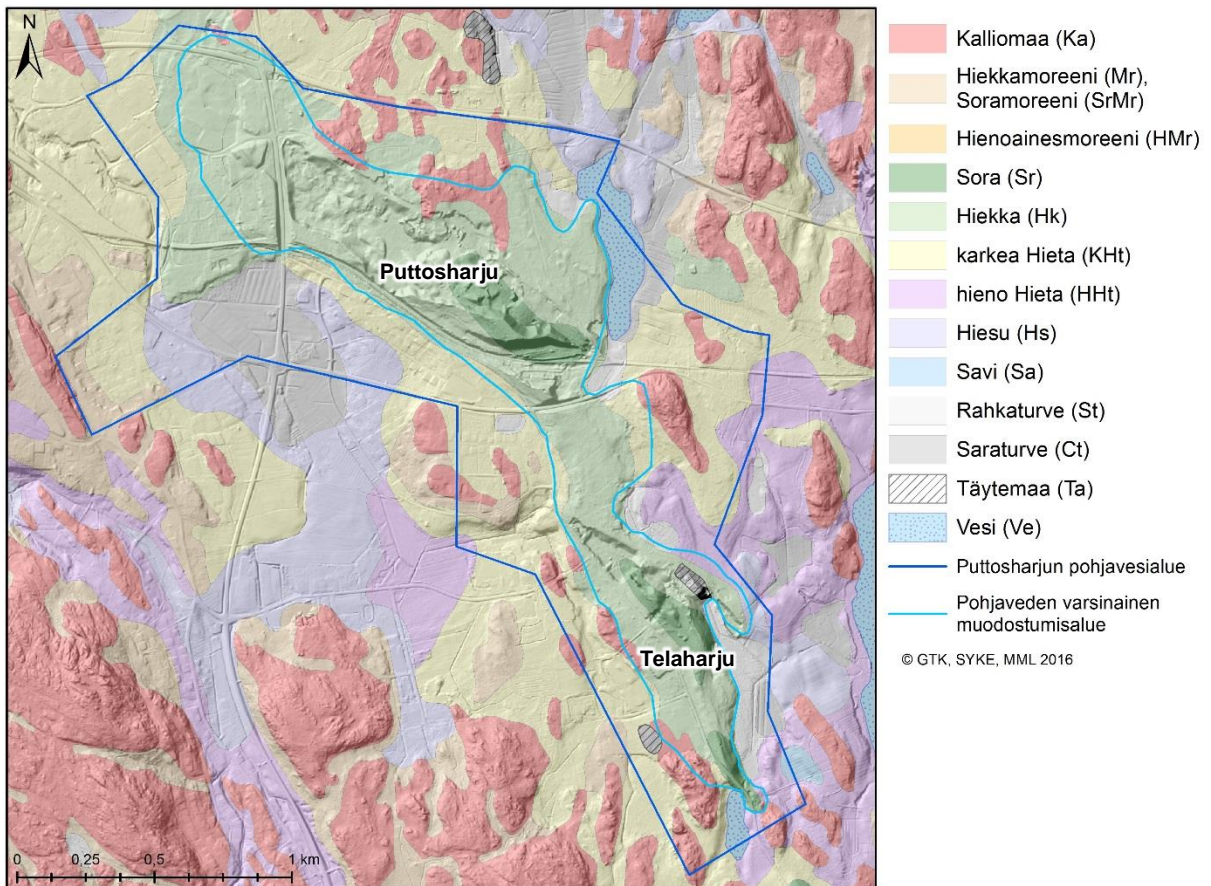 N
Puttosharju
Telaharju
0 0,25 0,5 1 km
Kalliomaa (Ka)
Hiekkamoreeni (Mr),
Soramoreeni (SrMr)
Hienoainesmoreeni (HMr)
Sora (Sr)
Hiekka (Hk)
karkea Hieta (KHt)
hieno Hieta (HHt)
Hiesu (Hs)
Savi (Sa)
Rahkaturve (St)
Saraturve (Ct)
Täytemaa (Ta)
Vesi (Ve)
Puttosharjun pohjavesialue
Pohjaveden varsinainen
muodostumisalue
© GTK, SYKE, MML 2016